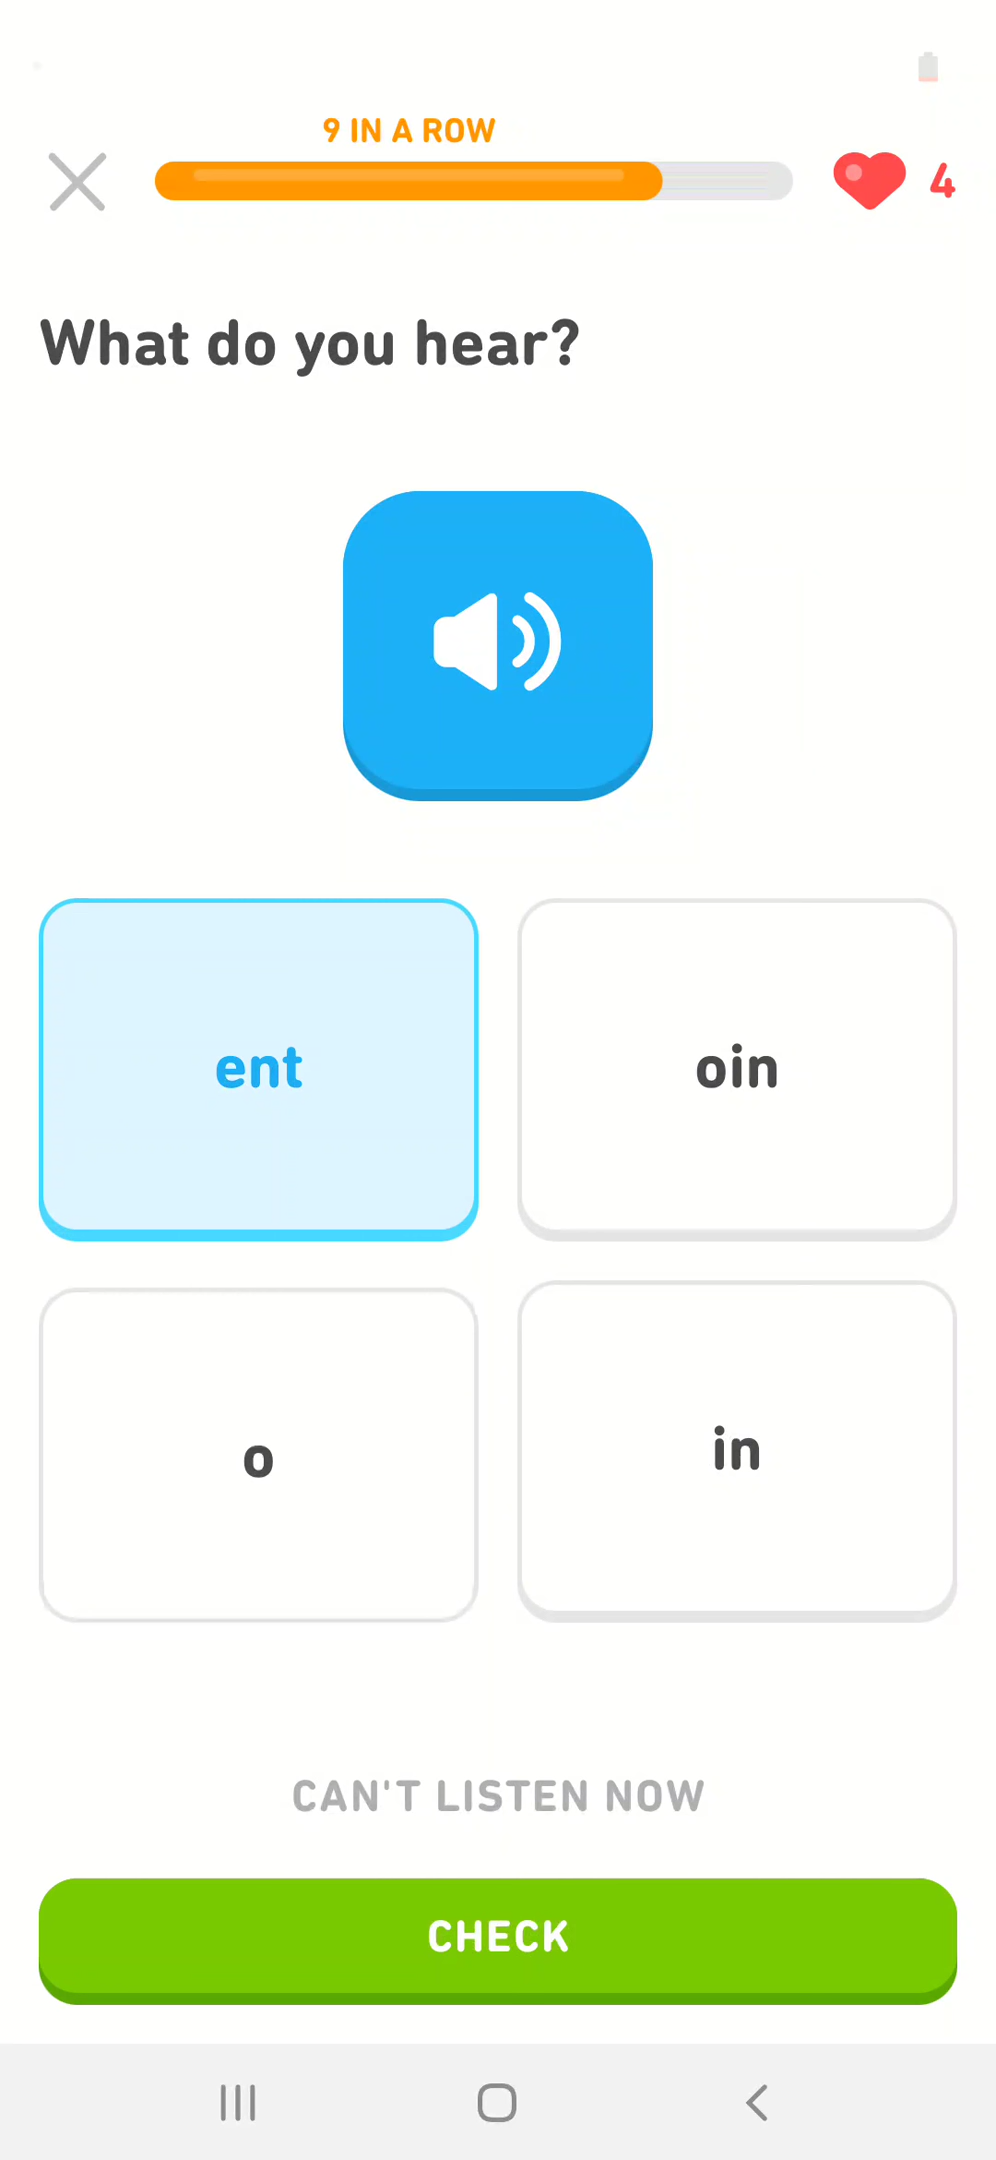 9 IN A ROW
4
What do you hear?
ent
oin
o
in
CAN'T LISTEN NOW
CHECK